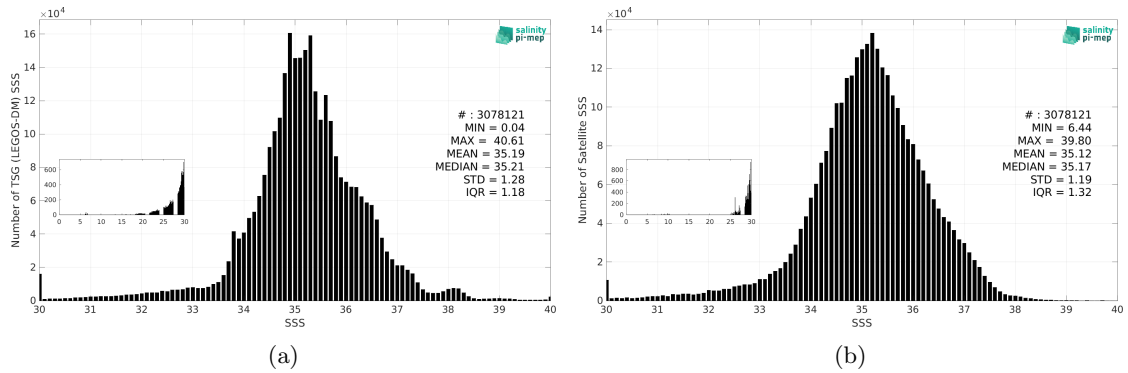 ×10⁴
16
14
12
10
8
6
4
2
0
Number of TSG (LEGOS-DM) SSS
30 31 32 33 34 35 36 37 38 39 40
SSS
salinity
pi-mep
# : 3078121
MIN = 0.04
MAX = 40.61
MEAN = 35.19
MEDIAN = 35.21
STD = 1.28
IQR = 1.18
600
400
200
0
0 5 10 15 20 25 30
(a)
×10⁴
14
12
10
8
6
4
2
0
Number of Satellite SSS
30 31 32 33 34 35 36 37 38 39 40
SSS
salinity
pi-mep
# : 3078121
MIN = 6.44
MAX = 39.80
MEAN = 35.12
MEDIAN = 35.17
STD = 1.19
IQR = 1.32
800
600
400
200
0
0 5 10 15 20 25 30
(b)